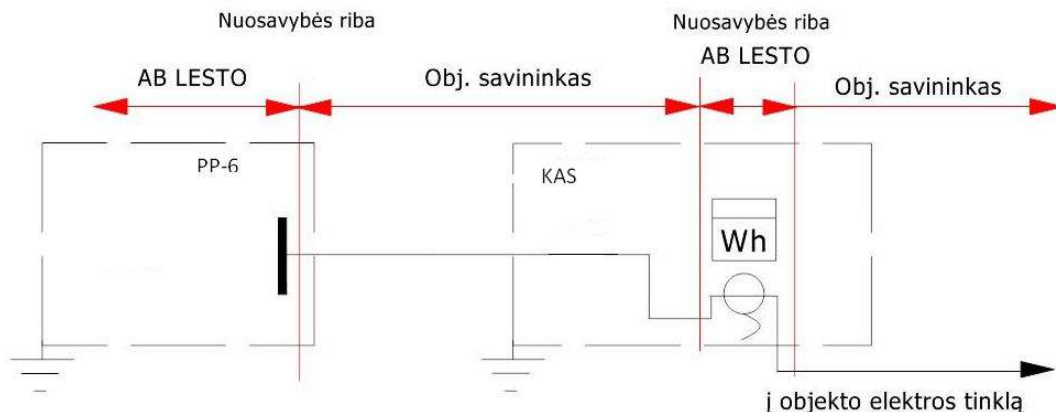 Nuosavybės riba
Nuosavybės riba
AB LESTO
Obj. savininkas
AB LESTO
Obj. savininkas
PP-6
KAS
Wh
į objekto elektros tinklą